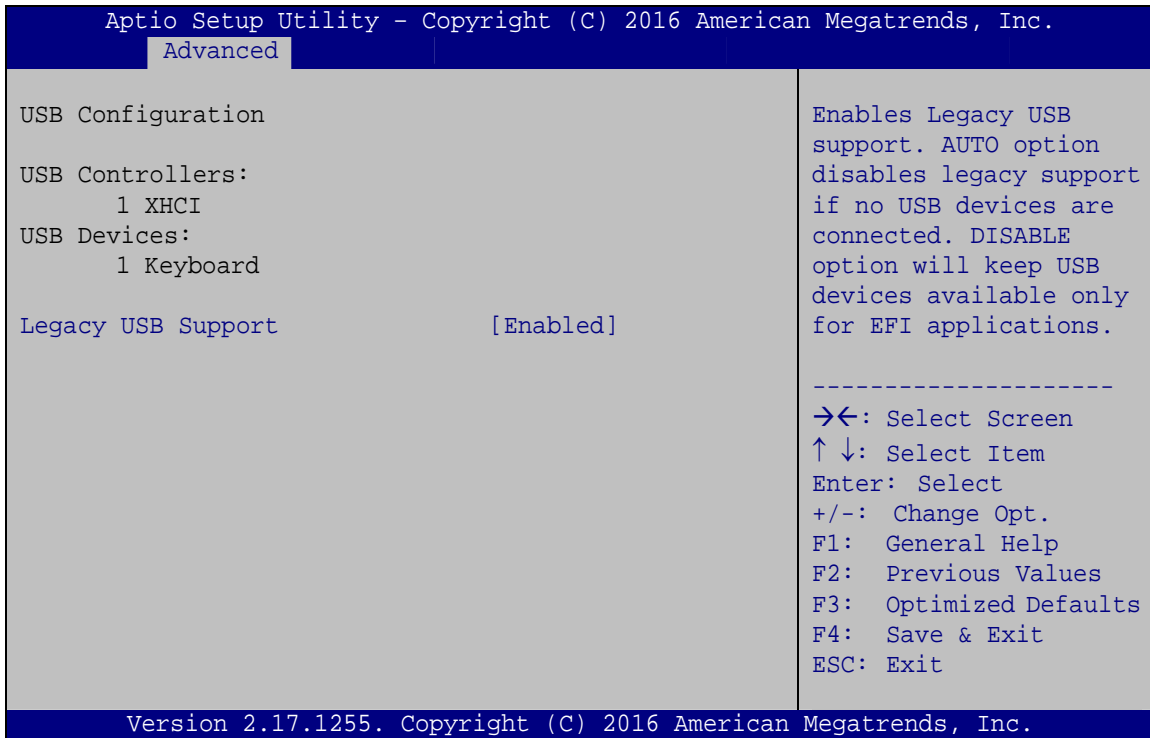 Aptio Setup Utility – Copyright (C) 2016 American Megatrends, Inc.
Advanced
USB Configuration
USB Controllers:
1 XHCI
USB Devices:
1 Keyboard
Legacy USB Support [Enabled]
Enables Legacy USB
support. AUTO option
disables legacy support
if no USB devices are
connected. DISABLE
option will keep USB
devices available only
for EFI applications.
---------------------
→←: Select Screen
↑ ↓: Select Item
Enter: Select
+/-: Change Opt.
F1: General Help
F2: Previous Values
F3: Optimized Defaults
F4: Save & Exit
ESC: Exit
Version 2.17.1255. Copyright (C) 2016 American Megatrends, Inc.